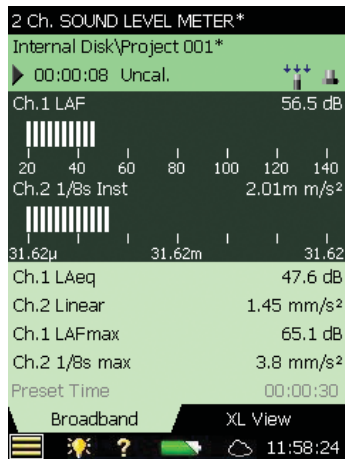 2 Ch. SOUND LEVEL METER*
Internal Disk\Project 001*
00:00:08 Uncal.
Ch.1 LAF 56.5 dB
20 40 60 80 100 120 140
Ch.2 1/8s Inst 2.01m m/s²
31.62µ 31.62m 31.62
Ch.1 LAeq 47.6 dB
Ch.2 Linear 1.45 mm/s²
Ch.1 LAFmax 65.1 dB
Ch.2 1/8s max 3.8 mm/s²
Preset Time 00:00:30
Broadband XL View
? 11:58:24